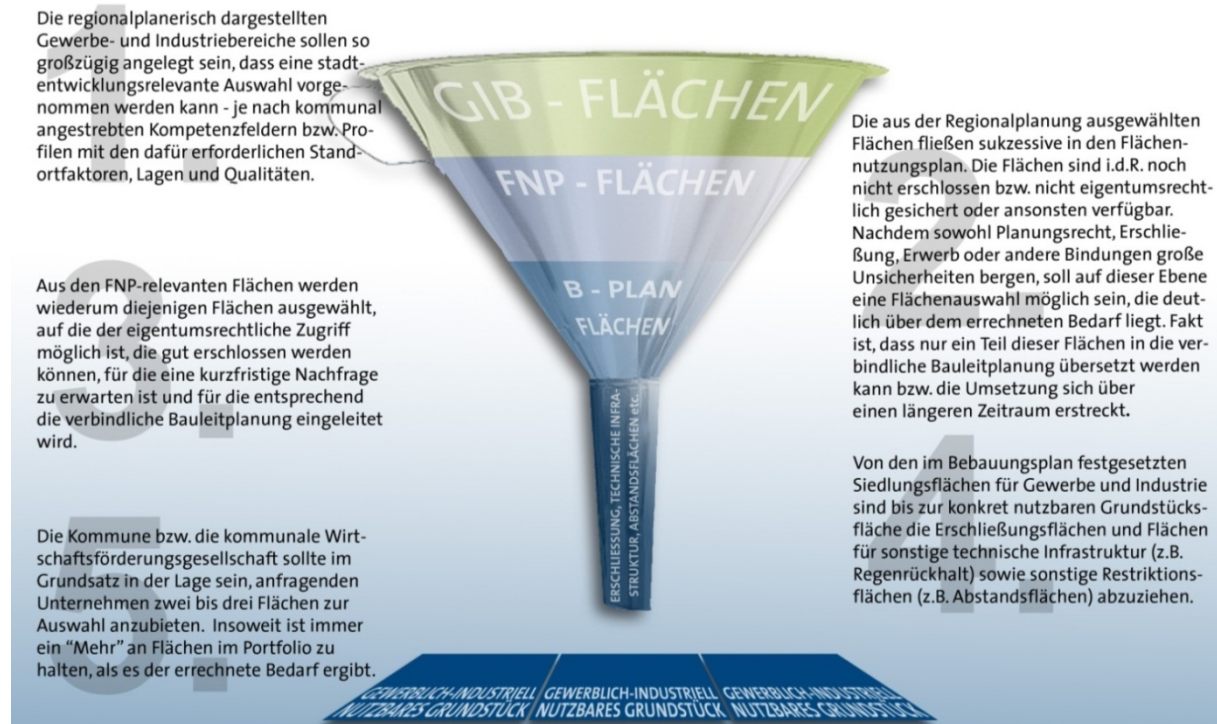 1.
Die regionalplanerisch dargestellten
Gewerbe- und Industriebereiche sollen so
großzügig angelegt sein, dass eine stadt-
entwicklungsrelevante Auswahl vorge-
nommen werden kann - je nach kommunal
angestrebten Kompetenzfeldern bzw. Pro-
filen mit den dafür erforderlichen Stand-
ortfaktoren, Lagen und Qualitäten.
2.
Die aus der Regionalplanung ausgewählten
Flächen fließen sukzessive in den Flächen-
nutzungsplan. Die Flächen sind i.d.R. noch
nicht erschlossen bzw. nicht eigentumsrecht-
lich gesichert oder ansonsten verfügbar.
Nachdem sowohl Planungsrecht, Erschlie-
ßung, Erwerb oder andere Bindungen große
Unsicherheiten bergen, soll auf dieser Ebene
eine Flächenauswahl möglich sein, die deut-
lich über dem errechneten Bedarf liegt. Fakt
ist, dass nur ein Teil dieser Flächen in die ver-
bindliche Bauleitplanung übersetzt werden
kann bzw. die Umsetzung sich über
einen längeren Zeitraum erstreckt.
3.
Aus den FNP-relevanten Flächen werden
wiederum diejenigen Flächen ausgewählt,
auf die der eigentumsrechtliche Zugriff
möglich ist, die gut erschlossen werden
können, für die eine kurzfristige Nachfrage
zu erwarten ist und für die entsprechend
die verbindliche Bauleitplanung eingeleitet
wird.
4.
Von den im Bebauungsplan festgesetzten
Siedlungsflächen für Gewerbe und Industrie
sind bis zur konkret nutzbaren Grundstücks-
fläche die Erschließungsflächen und Flächen
für sonstige technische Infrastruktur (z.B.
Regenrückhalt) sowie sonstige Restriktions-
flächen (z.B. Abstandsflächen) abzuziehen.
5.
Die Kommune bzw. die kommunale Wirt-
schaftsförderungsgesellschaft sollte im
Grundsatz in der Lage sein, anfragenden
Unternehmen zwei bis drei Flächen zur
Auswahl anzubieten. Insoweit ist immer
ein “Mehr” an Flächen im Portfolio zu
halten, als es der errechnete Bedarf ergibt.
GIB - FLÄCHEN
FNP - FLÄCHEN
B - PLAN
FLÄCHEN
ERSCHLIESSUNG, TECHNISCHE INFRA-
STRUKTUR, ABSTANDSFLÄCHEN etc.
GEWERBLICH-INDUSTRIELL
NUTZBARES GRUNDSTÜCK
GEWERBLICH-INDUSTRIELL
NUTZBARES GRUNDSTÜCK
GEWERBLICH-INDUSTRIELL
NUTZBARES GRUNDSTÜCK